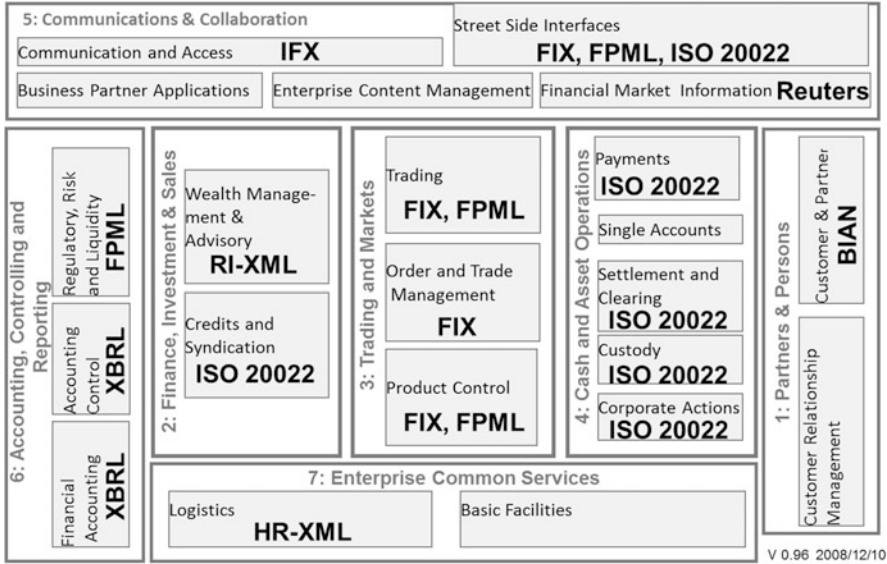 5: Communications & Collaboration
Communication and Access IFX
Street Side Interfaces
FIX, FPML, ISO 20022
Business Partner Applications
Enterprise Content Management
Financial Market Information Reuters
6: Accounting, Controlling and
Reporting
Regulatory, Risk
and Liquidity
FPML
Accounting
Control
XBRL
Financial
Accounting
XBRL
2: Finance, Investment & Sales
Wealth Manage-
ment &
Advisory
RI-XML
Credits and
Syndication
ISO 20022
3: Trading and Markets
Trading
FIX, FPML
Order and Trade
Management
FIX
Product Control
FIX, FPML
4: Cash and Asset Operations
Payments
ISO 20022
Single Accounts
Settlement and
Clearing
ISO 20022
Custody
ISO 20022
Corporate Actions
ISO 20022
1: Partners & Persons
Customer & Partner
BIAN
Customer Relationship
Management
7: Enterprise Common Services
Logistics
HR-XML
Basic Facilities
V 0.96 2008/12/10